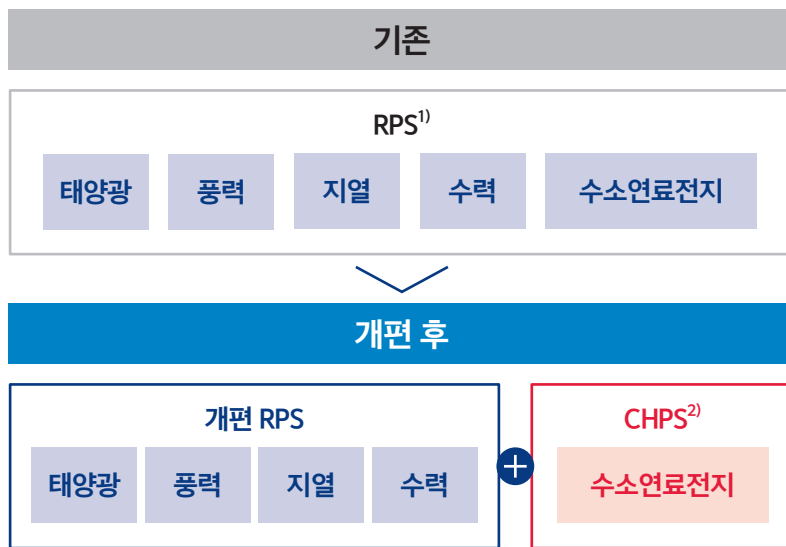 기존
RPS1)
태양광 풍력 지열 수력 수소연료전지
개편 후
개편 RPS
태양광 풍력 지열 수력
CHPS2)
수소연료전지